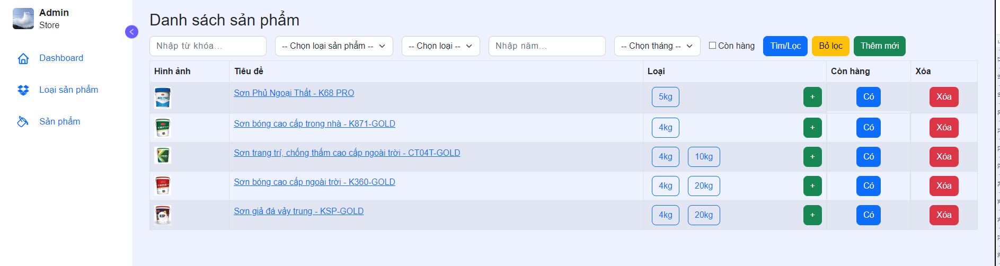 Admin
Store
Dashboard
Loại sản phẩm
Sản phẩm
Danh sách sản phẩm
Nhập từ khóa... -- Chọn loại sản phẩm -- -- Chọn loại -- Nhập năm... -- Chọn tháng -- Còn hàng Tìm/Lọc Bỏ lọc Thêm mới
Hình ảnh Tiêu đề Loại Còn hàng Xóa
Sơn Phủ Ngoại Thất - K68 PRO 5kg + Có Xóa
Sơn bóng cao cấp trong nhà - K871-GOLD 4kg + Có Xóa
Sơn trang trí, chống thấm cao cấp ngoài trời - CT04T-GOLD 4kg 10kg + Có Xóa
Sơn bóng cao cấp ngoài trời - K360-GOLD 4kg 20kg + Có Xóa
Sơn giả đá vảy trung - KSP-GOLD 4kg 20kg + Có Xóa